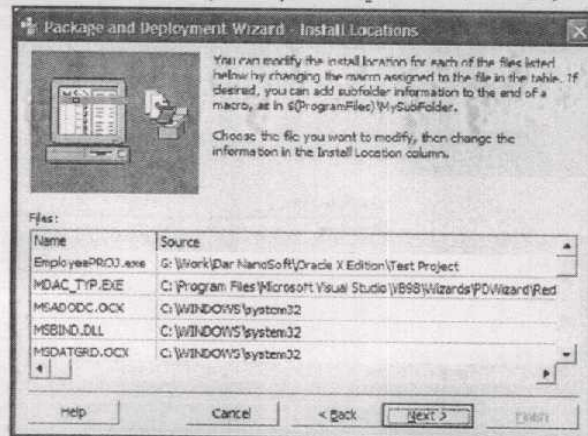 Package and Deployment Wizard - Install Locations
You can modify the install location for each of the files listed
below by changing the macro assigned to the file in the table. If
desired, you can add subfolder information to the end of a
macro, as in $(ProgramFiles)\MySubFolder.
Choose the file you want to modify, then change the
information in the Install Location column.
Files:
Name Source
EmployeePROJ.exe G:\Work\Dar NanoSoft\Oracle X Edition\Test Project
MDAC_TYP.EXE C:\Program Files\Microsoft Visual Studio\VB98\Wizards\PDWizard\Red
MSADODC.OCX C:\WINDOWS\system32
MSBIND.DLL C:\WINDOWS\system32
MSDATGRD.OCX C:\WINDOWS\system32
Help Cancel < Back Next > Finish